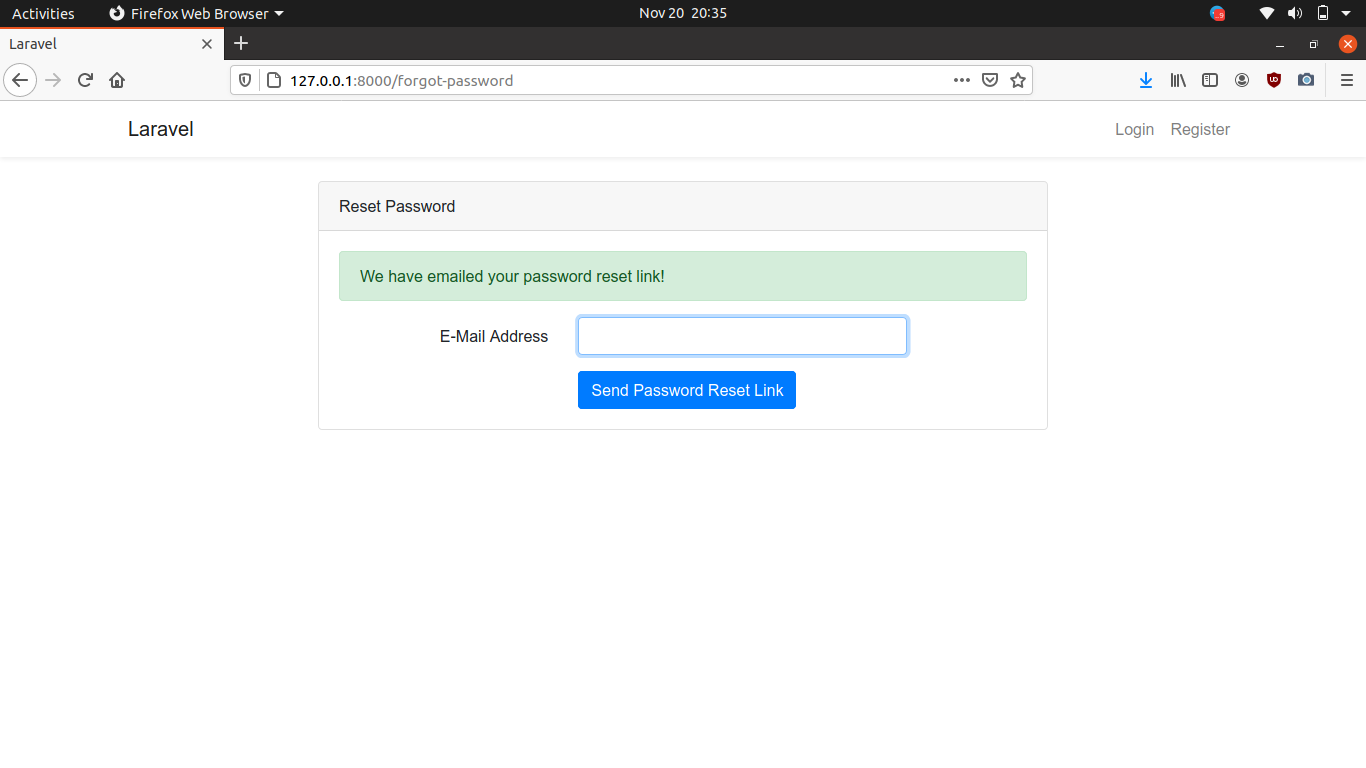 Activities Firefox Web Browser Nov 20 20:35
Laravel
127.0.0.1:8000/forgot-password
Laravel Login Register
Reset Password
We have emailed your password reset link!
E-Mail Address
Send Password Reset Link